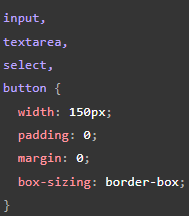 input,
textarea,
select,
button {
  width: 150px;
  padding: 0;
  margin: 0;
  box-sizing: border-box;
}